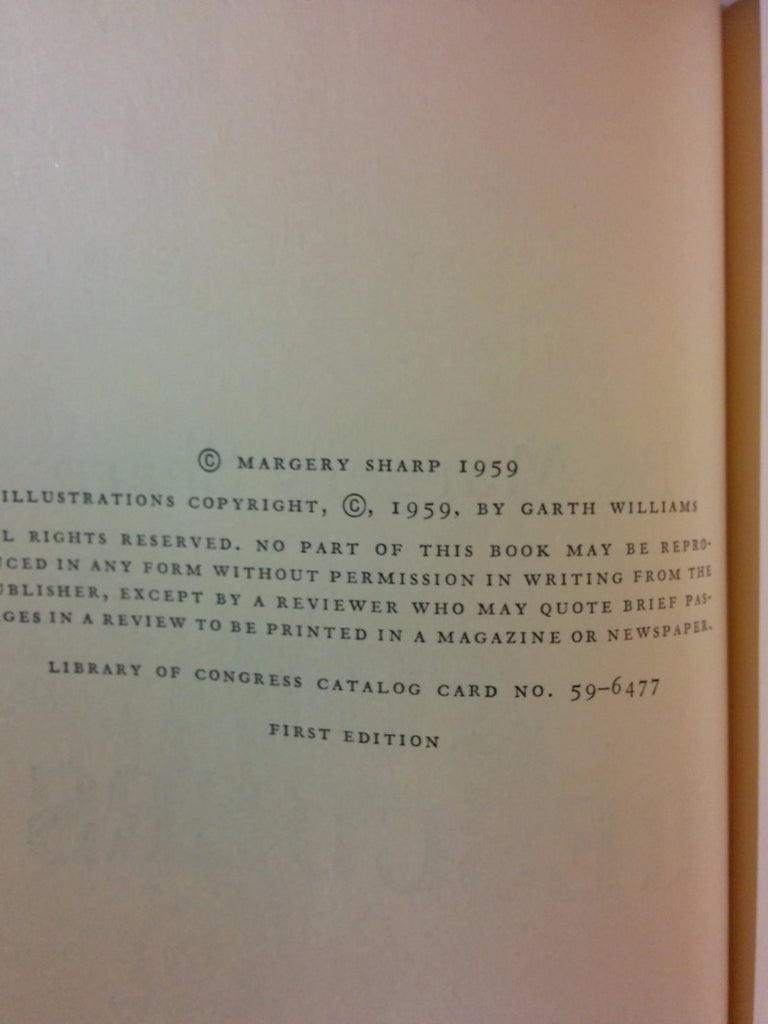 © MARGERY SHARP 1959
ILLUSTRATIONS COPYRIGHT, ©, 1959, BY GARTH WILLIAMS
L RIGHTS RESERVED. NO PART OF THIS BOOK MAY BE REPRO-
UCED IN ANY FORM WITHOUT PERMISSION IN WRITING FROM THE
UBLISHER, EXCEPT BY A REVIEWER WHO MAY QUOTE BRIEF PAS-
GES IN A REVIEW TO BE PRINTED IN A MAGAZINE OR NEWSPAPER.
LIBRARY OF CONGRESS CATALOG CARD NO. 59-6477
FIRST EDITION